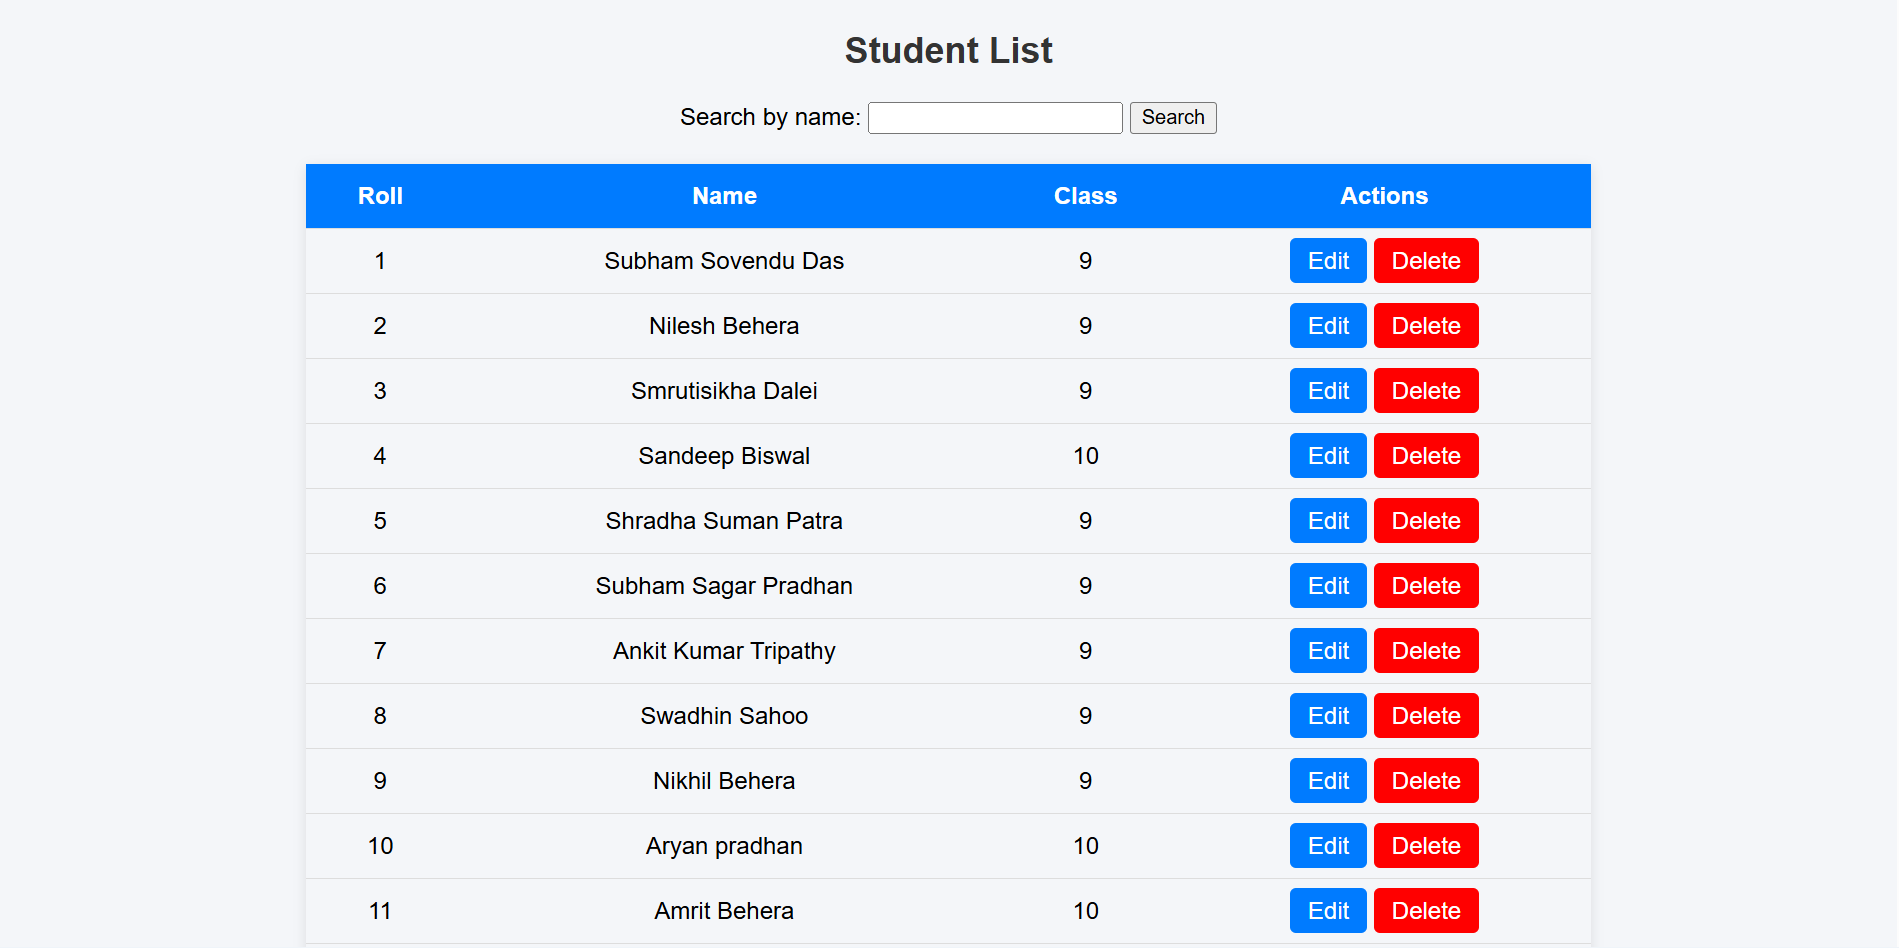 Student List
Search by name: Search
Roll Name Class Actions
1 Subham Sovendu Das 9 Edit Delete
2 Nilesh Behera 9 Edit Delete
3 Smrutisikha Dalei 9 Edit Delete
4 Sandeep Biswal 10 Edit Delete
5 Shradha Suman Patra 9 Edit Delete
6 Subham Sagar Pradhan 9 Edit Delete
7 Ankit Kumar Tripathy 9 Edit Delete
8 Swadhin Sahoo 9 Edit Delete
9 Nikhil Behera 9 Edit Delete
10 Aryan pradhan 10 Edit Delete
11 Amrit Behera 10 Edit Delete